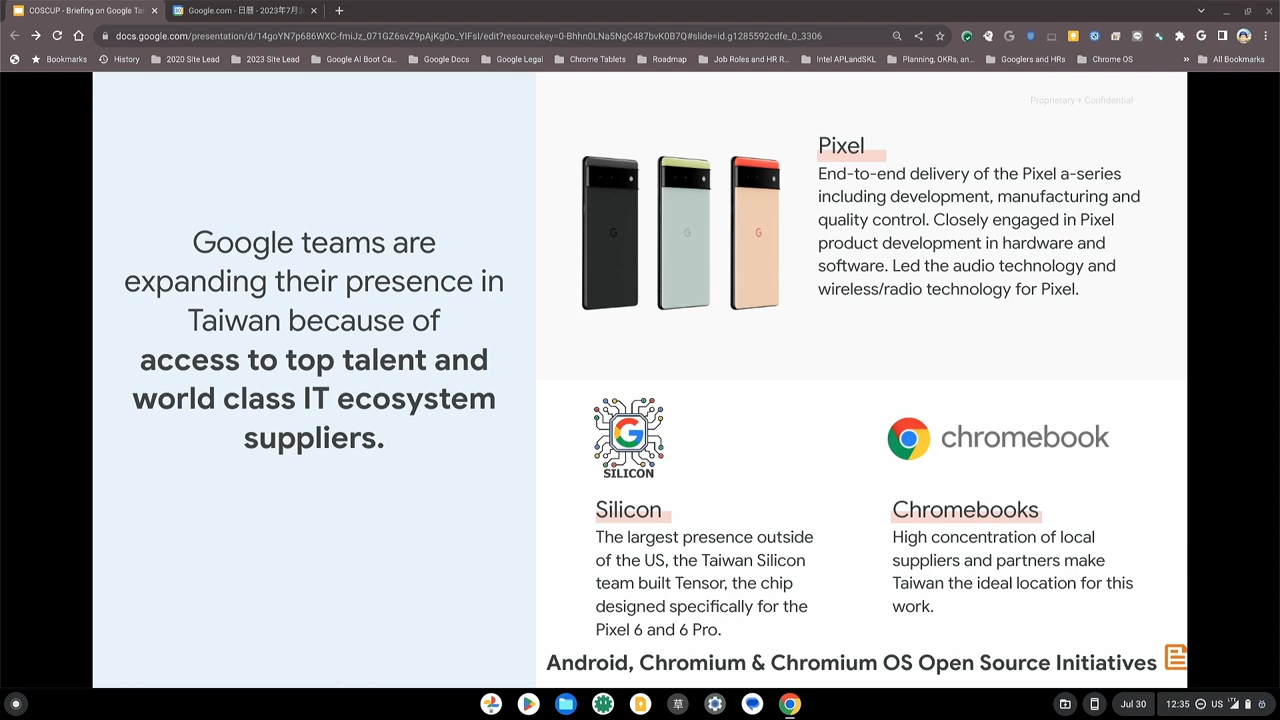 COSCUP - Briefing on Google Tai
Google.com - 日曆 - 2023年7月3
docs.google.com/presentation/d/14goYN7p686WXC-fmiJz_071GZ6svZ9pAjKg0o_YIFsI/edit?resourcekey=0-Bhhn0LNa5NgC487bvK0B7Q#slide=id.g1285592cdfe_0_3306
Bookmarks
History
2020 Site Lead
2023 Site Lead
Google AI Boot Ca...
Google Docs
Google Legal
Chrome Tablets
Roadmap
Job Roles and HR R...
Intel APLandSKL
Planning, OKRs, an...
Googlers and HRs
Chrome OS
»
All Bookmarks
Google teams are
expanding their presence in
Taiwan because of
access to top talent and
world class IT ecosystem
suppliers.
Proprietary + Confidential
Pixel
End-to-end delivery of the Pixel a-series
including development, manufacturing and
quality control. Closely engaged in Pixel
product development in hardware and
software. Led the audio technology and
wireless/radio technology for Pixel.
SILICON
Silicon
The largest presence outside
of the US, the Taiwan Silicon
team built Tensor, the chip
designed specifically for the
Pixel 6 and 6 Pro.
chromebook
Chromebooks
High concentration of local
suppliers and partners make
Taiwan the ideal location for this
work.
Android, Chromium & Chromium OS Open Source Initiatives
草
Jul 30
12:35
US